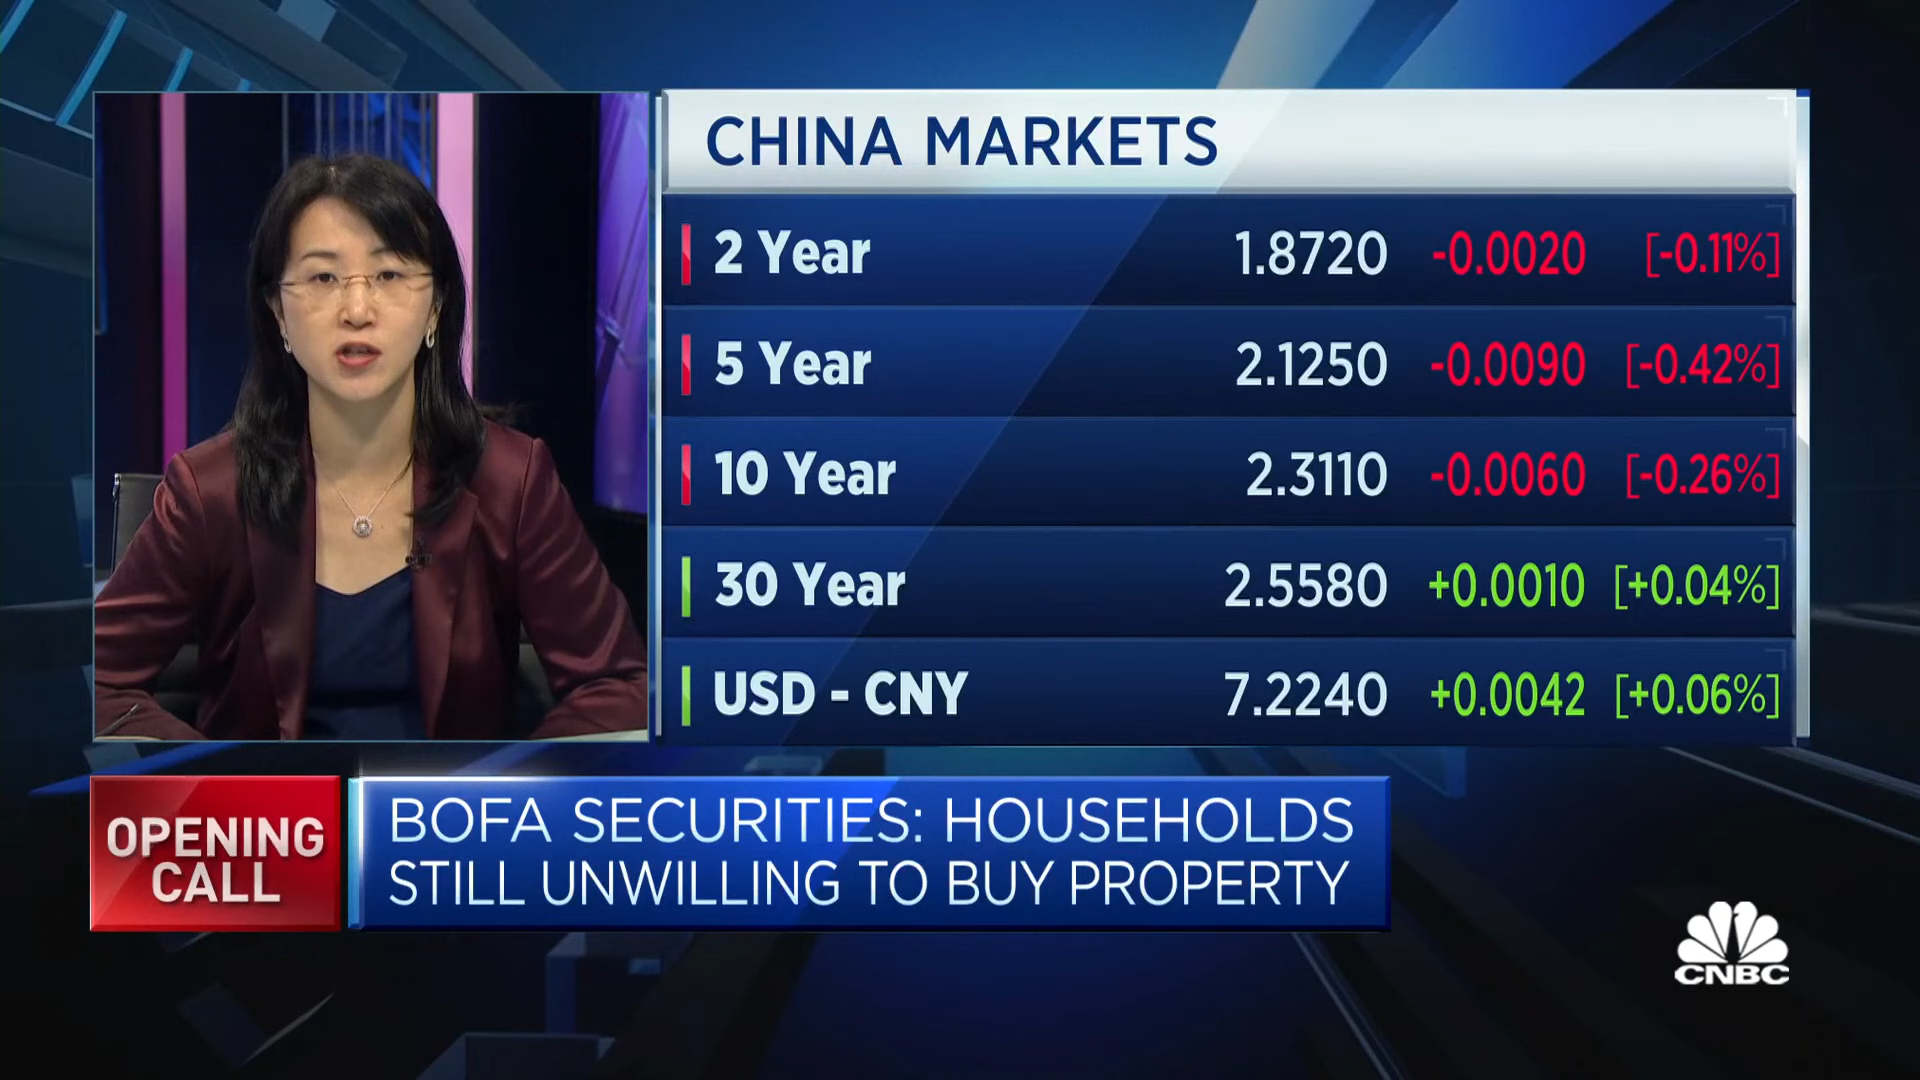 CHINA MARKETS
2 Year 1.8720 -0.0020 [-0.11%]
5 Year 2.1250 -0.0090 [-0.42%]
10 Year 2.3110 -0.0060 [-0.26%]
30 Year 2.5580 +0.0010 [+0.04%]
USD - CNY 7.2240 +0.0042 [+0.06%]
OPENING
CALL
BOFA SECURITIES: HOUSEHOLDS
STILL UNWILLING TO BUY PROPERTY
CNBC